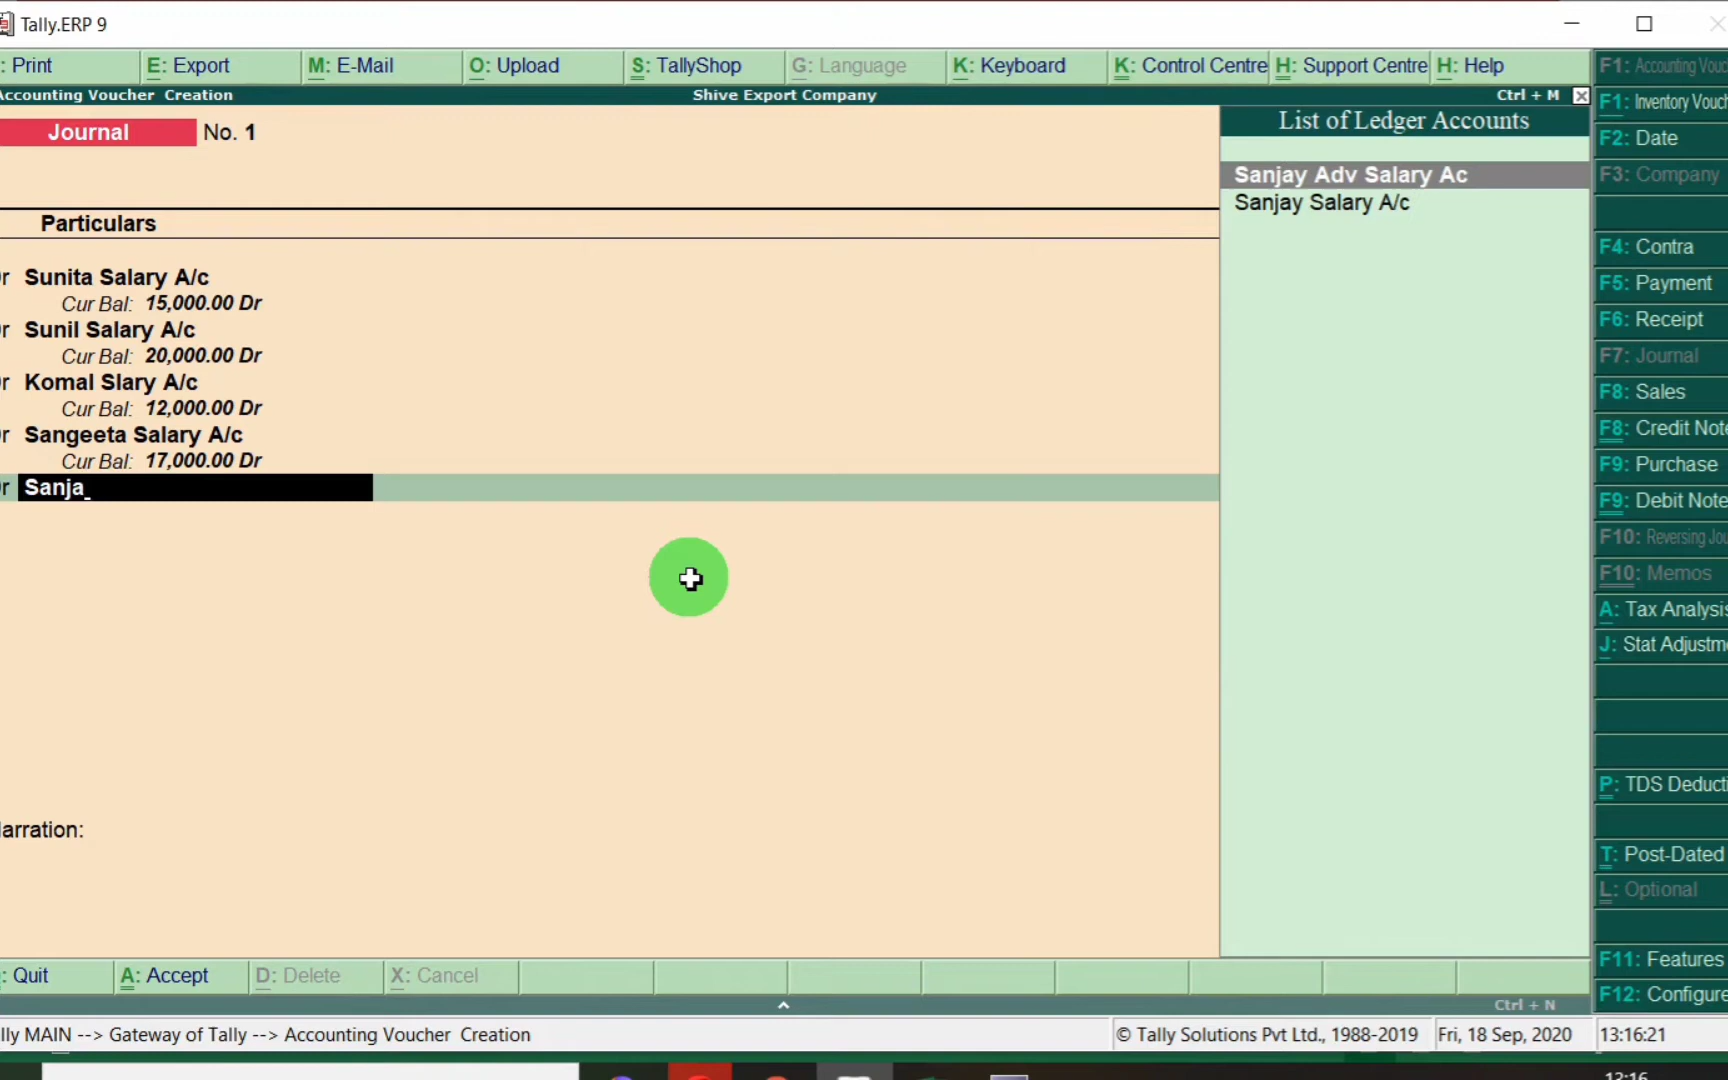 Tally.ERP 9
: Print E: Export M: E-Mail O: Upload S: TallyShop G: Language K: Keyboard K: Control Centre H: Support Centre H: Help
Accounting Voucher Creation Shive Export Company Ctrl + M
Journal No. 1
Particulars
Sunita Salary A/c
Cur Bal: 15,000.00 Dr
Sunil Salary A/c
Cur Bal: 20,000.00 Dr
Komal Slary A/c
Cur Bal: 12,000.00 Dr
Sangeeta Salary A/c
Cur Bal: 17,000.00 Dr
Sanja
arration:
List of Ledger Accounts
Sanjay Adv Salary Ac
Sanjay Salary A/c
F1: Accounting Vouc
F1: Inventory Vouch
F2: Date
F3: Company
F4: Contra
F5: Payment
F6: Receipt
F7: Journal
F8: Sales
F8: Credit Note
F9: Purchase
F9: Debit Note
F10: Reversing Jou
F10: Memos
A: Tax Analysis
J: Stat Adjustm
P: TDS Deducti
T: Post-Dated
L: Optional
F11: Features
F12: Configure
: Quit A: Accept D: Delete X: Cancel
Ctrl + N
lly MAIN --> Gateway of Tally --> Accounting Voucher Creation © Tally Solutions Pvt Ltd., 1988-2019 Fri, 18 Sep, 2020 13:16:21
13:16